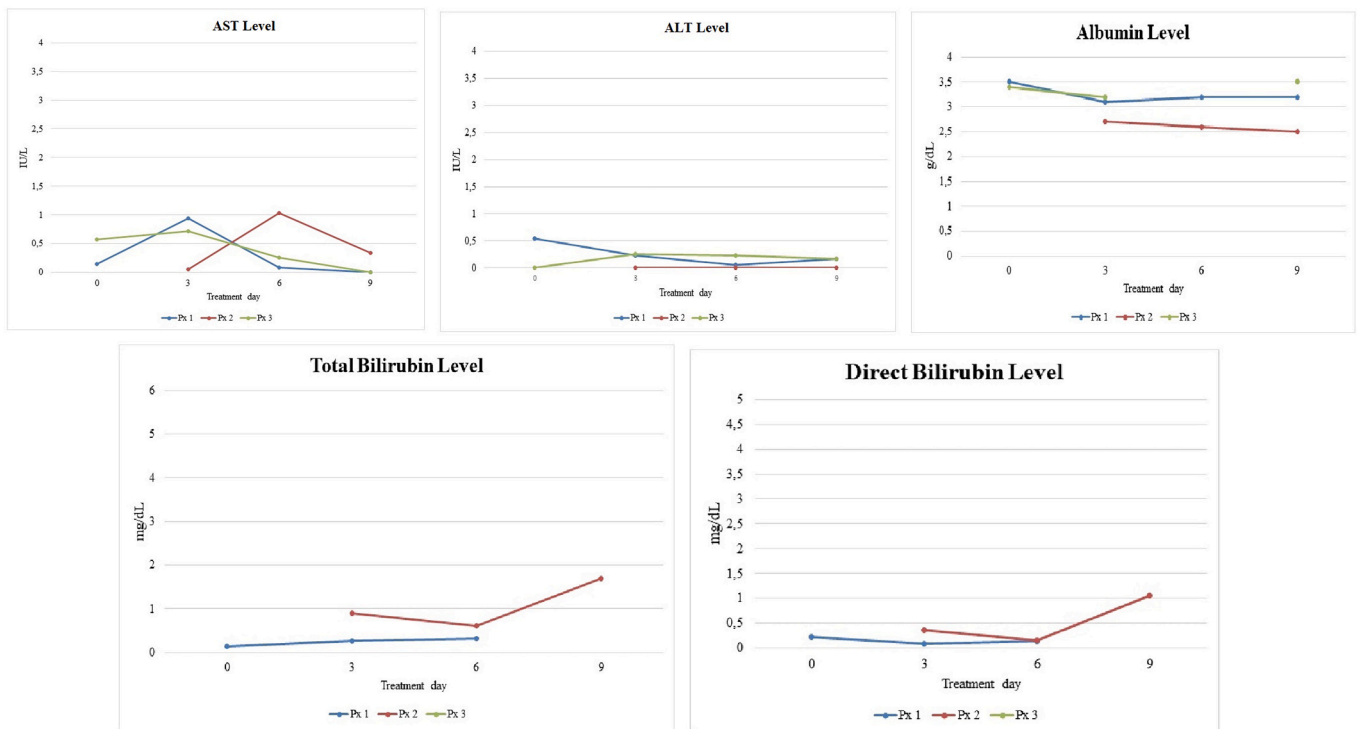 AST Level
4
3,5
3
2,5
2
1,5
1
0,5
0
IU/L
0 3 6 9
Treatment day
Px 1 Px 2 Px 3
ALT Level
4
3,5
3
2,5
2
1,5
1
0,5
0
IU/L
0 3 6 9
Treatment day
Px 1 Px 2 Px 3
Albumin Level
4
3,5
3
2,5
2
1,5
1
0,5
0
g/dL
0 3 6 9
Treatment day
Px 1 Px 2 Px 3
Total Bilirubin Level
6
5
4
3
2
1
0
mg/dL
0 3 6 9
Treatment day
Px 1 Px 2 Px 3
Direct Bilirubin Level
5
4,5
4
3,5
3
2,5
2
1,5
1
0,5
0
mg/dL
0 3 6 9
Treatment day
Px 1 Px 2 Px 3